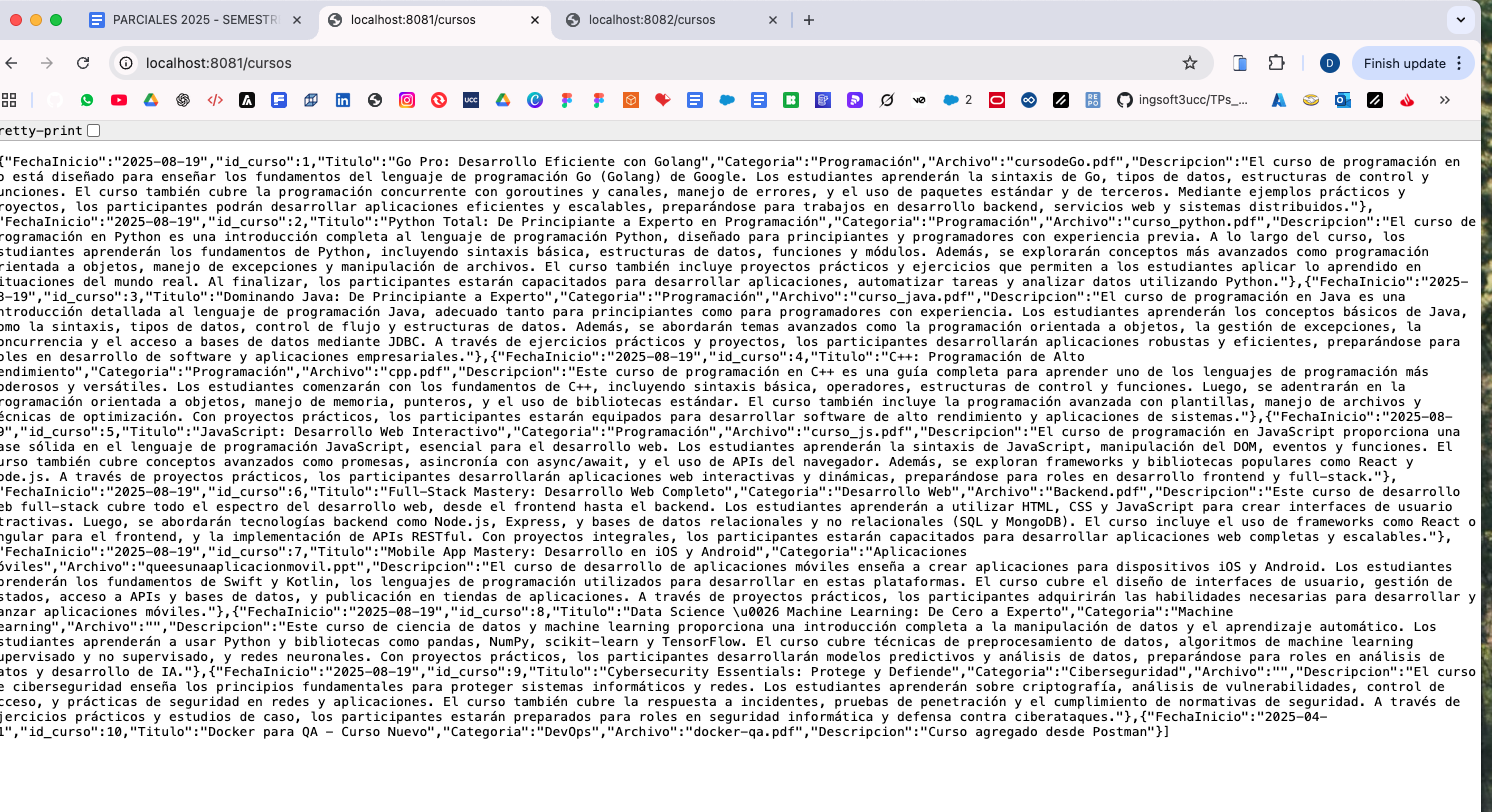 PARCIALES 2025 - SEMESTRE
localhost:8081/cursos
localhost:8082/cursos
localhost:8081/cursos
Finish update
UCC
2
REPO
ingsoft3ucc/TPs_...
retty-print
{"FechaInicio":"2025-08-19","id_curso":1,"Titulo":"Go Pro: Desarrollo Eficiente con Golang","Categoria":"Programación","Archivo":"cursodeGo.pdf","Descripcion":"El curso de programación en
o está diseñado para enseñar los fundamentos del lenguaje de programación Go (Golang) de Google. Los estudiantes aprenderán la sintaxis de Go, tipos de datos, estructuras de control y
unciones. El curso también cubre la programación concurrente con goroutines y canales, manejo de errores, y el uso de paquetes estándar y de terceros. Mediante ejemplos prácticos y
royectos, los participantes podrán desarrollar aplicaciones eficientes y escalables, preparándose para trabajos en desarrollo backend, servicios web y sistemas distribuidos."},
"FechaInicio":"2025-08-19","id_curso":2,"Titulo":"Python Total: De Principiante a Experto en Programación","Categoria":"Programación","Archivo":"curso_python.pdf","Descripcion":"El curso de
rogramación en Python es una introducción completa al lenguaje de programación Python, diseñado para principiantes y programadores con experiencia previa. A lo largo del curso, los
studiantes aprenderán los fundamentos de Python, incluyendo sintaxis básica, estructuras de datos, funciones y módulos. Además, se explorarán conceptos más avanzados como programación
rientada a objetos, manejo de excepciones y manipulación de archivos. El curso también incluye proyectos prácticos y ejercicios que permiten a los estudiantes aplicar lo aprendido en
ituaciones del mundo real. Al finalizar, los participantes estarán capacitados para desarrollar aplicaciones, automatizar tareas y analizar datos utilizando Python."},{"FechaInicio":"2025-
8-19","id_curso":3,"Titulo":"Dominando Java: De Principiante a Experto","Categoria":"Programación","Archivo":"curso_java.pdf","Descripcion":"El curso de programación en Java es una
ntroducción detallada al lenguaje de programación Java, adecuado tanto para principiantes como para programadores con experiencia. Los estudiantes aprenderán los conceptos básicos de Java,
omo la sintaxis, tipos de datos, control de flujo y estructuras de datos. Además, se abordarán temas avanzados como la programación orientada a objetos, la gestión de excepciones, la
oncurrencia y el acceso a bases de datos mediante JDBC. A través de ejercicios prácticos y proyectos, los participantes desarrollarán aplicaciones robustas y eficientes, preparándose para
oles en desarrollo de software y aplicaciones empresariales."},{"FechaInicio":"2025-08-19","id_curso":4,"Titulo":"C++: Programación de Alto
endimiento","Categoria":"Programación","Archivo":"cpp.pdf","Descripcion":"Este curso de programación en C++ es una guía completa para aprender uno de los lenguajes de programación más
oderosos y versátiles. Los estudiantes comenzarán con los fundamentos de C++, incluyendo sintaxis básica, operadores, estructuras de control y funciones. Luego, se adentrarán en la
rogramación orientada a objetos, manejo de memoria, punteros, y el uso de bibliotecas estándar. El curso también incluye la programación avanzada con plantillas, manejo de archivos y
écnicas de optimización. Con proyectos prácticos, los participantes estarán equipados para desarrollar software de alto rendimiento y aplicaciones de sistemas."},{"FechaInicio":"2025-08-
9","id_curso":5,"Titulo":"JavaScript: Desarrollo Web Interactivo","Categoria":"Programación","Archivo":"curso_js.pdf","Descripcion":"El curso de programación en JavaScript proporciona una
ase sólida en el lenguaje de programación JavaScript, esencial para el desarrollo web. Los estudiantes aprenderán la sintaxis de JavaScript, manipulación del DOM, eventos y funciones. El
urso también cubre conceptos avanzados como promesas, asincronía con async/await, y el uso de APIs del navegador. Además, se exploran frameworks y bibliotecas populares como React y
ode.js. A través de proyectos prácticos, los participantes desarrollarán aplicaciones web interactivas y dinámicas, preparándose para roles en desarrollo frontend y full-stack."},
"FechaInicio":"2025-08-19","id_curso":6,"Titulo":"Full-Stack Mastery: Desarrollo Web Completo","Categoria":"Desarrollo Web","Archivo":"Backend.pdf","Descripcion":"Este curso de desarrollo
eb full-stack cubre todo el espectro del desarrollo web, desde el frontend hasta el backend. Los estudiantes aprenderán a utilizar HTML, CSS y JavaScript para crear interfaces de usuario
tractivas. Luego, se abordarán tecnologías backend como Node.js, Express, y bases de datos relacionales y no relacionales (SQL y MongoDB). El curso incluye el uso de frameworks como React o
ngular para el frontend, y la implementación de APIs RESTful. Con proyectos integrales, los participantes estarán capacitados para desarrollar aplicaciones web completas y escalables."},
"FechaInicio":"2025-08-19","id_curso":7,"Titulo":"Mobile App Mastery: Desarrollo en iOS y Android","Categoria":"Aplicaciones
óviles","Archivo":"queesunaaplicacionmovil.ppt","Descripcion":"El curso de desarrollo de aplicaciones móviles enseña a crear aplicaciones para dispositivos iOS y Android. Los estudiantes
prenderán los fundamentos de Swift y Kotlin, los lenguajes de programación utilizados para desarrollar en estas plataformas. El curso cubre el diseño de interfaces de usuario, gestión de
stados, acceso a APIs y bases de datos, y publicación en tiendas de aplicaciones. A través de proyectos prácticos, los participantes adquirirán las habilidades necesarias para desarrollar y
anzar aplicaciones móviles."},{"FechaInicio":"2025-08-19","id_curso":8,"Titulo":"Data Science \u0026 Machine Learning: De Cero a Experto","Categoria":"Machine
earning","Archivo":"","Descripcion":"Este curso de ciencia de datos y machine learning proporciona una introducción completa a la manipulación de datos y el aprendizaje automático. Los
studiantes aprenderán a usar Python y bibliotecas como pandas, NumPy, scikit-learn y TensorFlow. El curso cubre técnicas de preprocesamiento de datos, algoritmos de machine learning
upervisado y no supervisado, y redes neuronales. Con proyectos prácticos, los participantes desarrollarán modelos predictivos y análisis de datos, preparándose para roles en análisis de
atos y desarrollo de IA."},{"FechaInicio":"2025-08-19","id_curso":9,"Titulo":"Cybersecurity Essentials: Protege y Defiende","Categoria":"Ciberseguridad","Archivo":"","Descripcion":"El curso
e ciberseguridad enseña los principios fundamentales para proteger sistemas informáticos y redes. Los estudiantes aprenderán sobre criptografía, análisis de vulnerabilidades, control de
cceso, y prácticas de seguridad en redes y aplicaciones. El curso también cubre la respuesta a incidentes, pruebas de penetración y el cumplimiento de normativas de seguridad. A través de
jercicios prácticos y estudios de caso, los participantes estarán preparados para roles en seguridad informática y defensa contra ciberataques."},{"FechaInicio":"2025-04-
1","id_curso":10,"Titulo":"Docker para QA - Curso Nuevo","Categoria":"DevOps","Archivo":"docker-qa.pdf","Descripcion":"Curso agregado desde Postman"}]